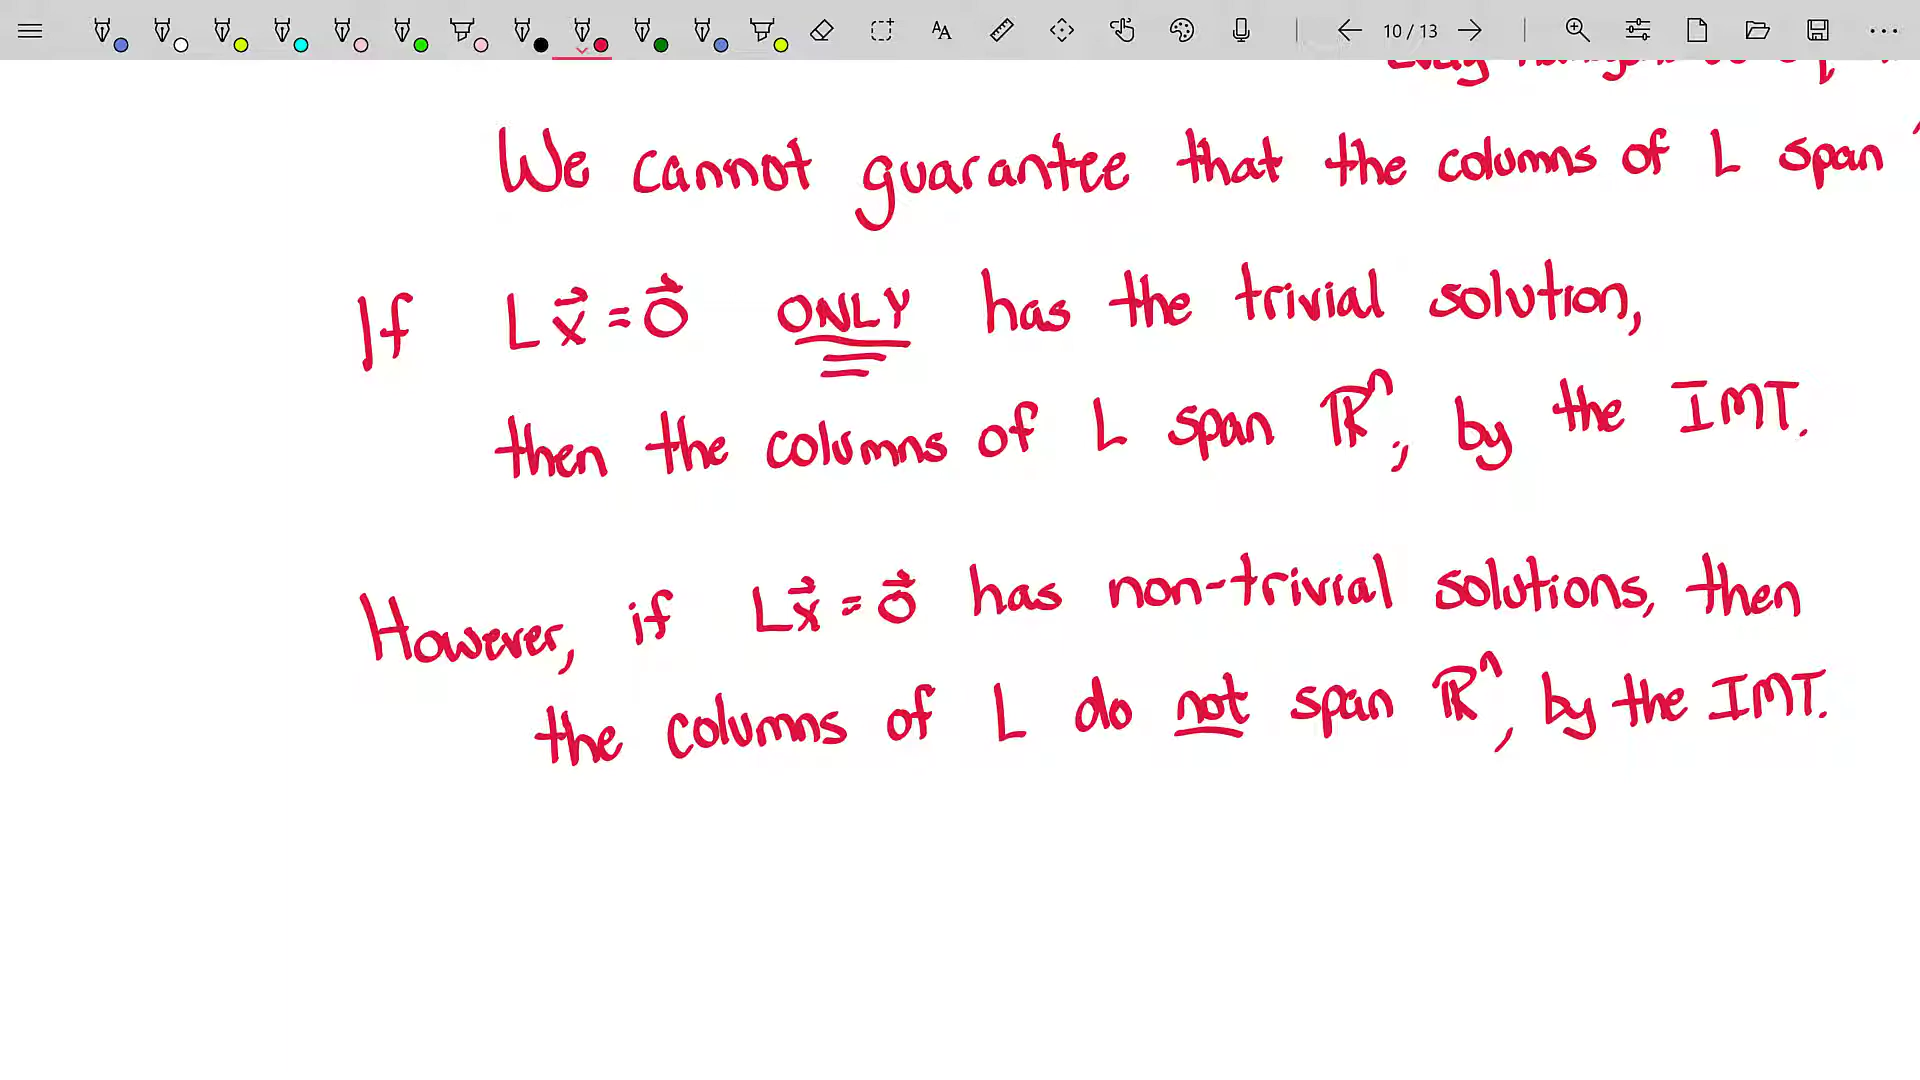 10 / 13
We cannot guarantee that the columns of L span
If Lx⃗ = 0⃗ ONLY has the trivial solution,
then the columns of L span ℝⁿ, by the IMT.
However, if Lx⃗ = 0⃗ has non-trivial solutions, then
the columns of L do not span ℝⁿ, by the IMT.